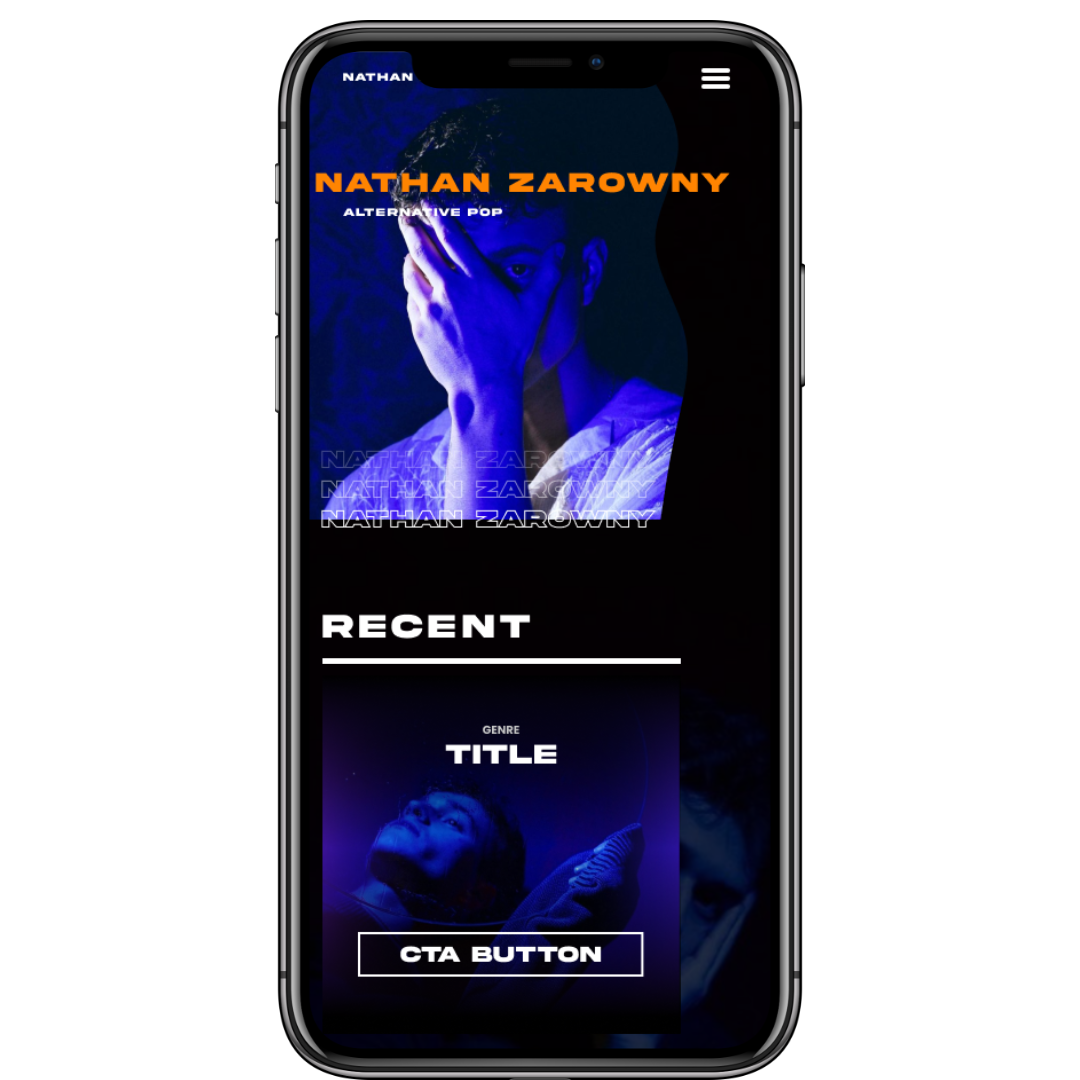 NATHAN
NATHAN ZAROWNY
ALTERNATIVE POP
NATHAN ZAROWNY
NATHAN ZAROWNY
NATHAN ZAROWNY
RECENT
GENRE
TITLE
CTA BUTTON